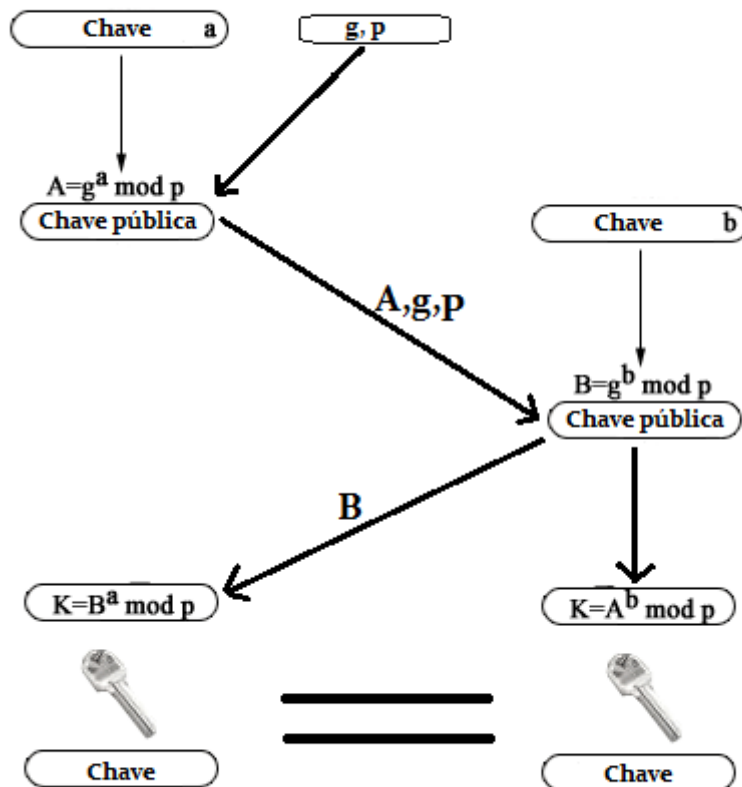 Chave a
g, p
A=g^a mod p
Chave pública
Chave b
A,g,p
B=g^b mod p
Chave pública
B
K=B^a mod p
K=A^b mod p
Chave
Chave